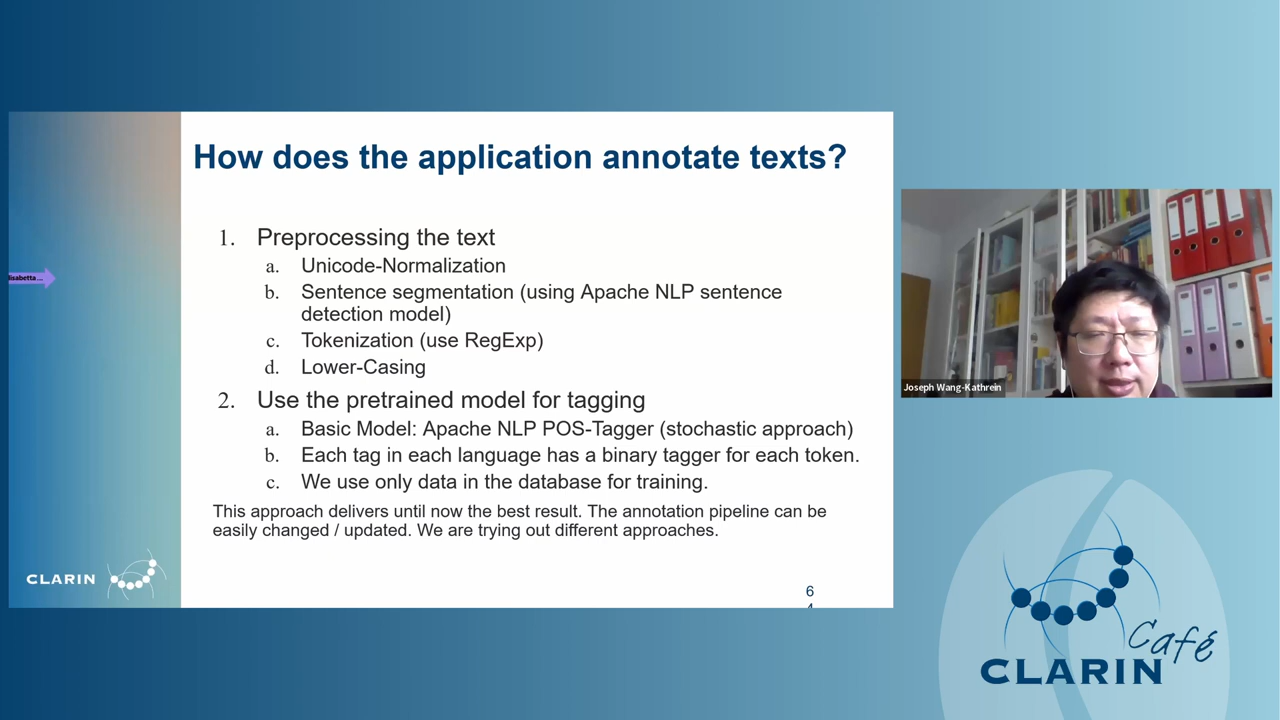 How does the application annotate texts?
1. Preprocessing the text
a. Unicode-Normalization
b. Sentence segmentation (using Apache NLP sentence
detection model)
c. Tokenization (use RegExp)
d. Lower-Casing
2. Use the pretrained model for tagging
a. Basic Model: Apache NLP POS-Tagger (stochastic approach)
b. Each tag in each language has a binary tagger for each token.
c. We use only data in the database for training.
This approach delivers until now the best result. The annotation pipeline can be
easily changed / updated. We are trying out different approaches.
CLARIN
6
Joseph Wang-Kathrein
Café
CLARIN